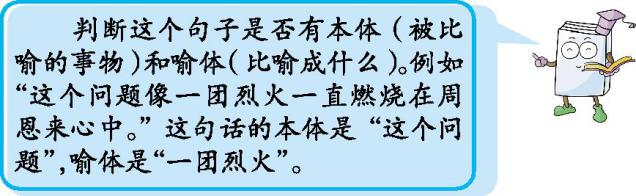 判断这个句子是否有本体(被比
喻的事物)和喻体(比喻成什么)。例如
“这个问题像一团烈火一直燃烧在周
恩来心中。”这句话的本体是“这个问
题”,喻体是“一团烈火”。